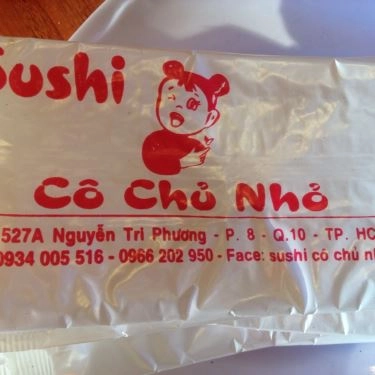 Sushi
Cô Chủ Nhỏ
527A Nguyễn Tri Phương - P. 8 - Q.10 - TP. HC
0934 005 516 - 0966 202 950 - Face: sushi cô chủ nh